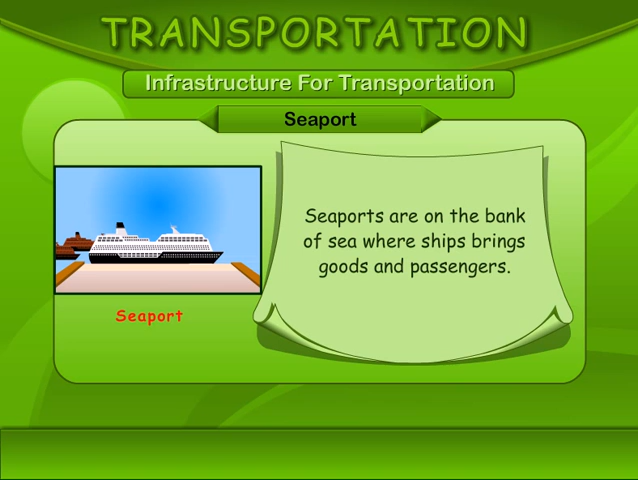 TRANSPORTATION
Infrastructure For Transportation
Seaport
Seaports are on the bank
of sea where ships brings
goods and passengers.
Seaport